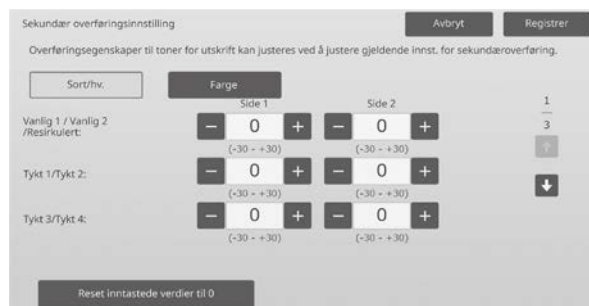 Sekundær overføringsinnstilling
Avbryt
Registrer
Overføringsegenskaper til toner for utskrift kan justeres ved å justere gjeldende innst. for sekundæroverføring.
Sort/hv.
Farge
Side 1
Side 2
1
3
Vanlig 1 / Vanlig 2
/Resirkulert:
− 0 +
− 0 +
(-30 - +30)
(-30 - +30)
Tykt 1/Tykt 2:
− 0 +
− 0 +
(-30 - +30)
(-30 - +30)
Tykt 3/Tykt 4:
− 0 +
− 0 +
(-30 - +30)
(-30 - +30)
Reset inntastede verdier til 0